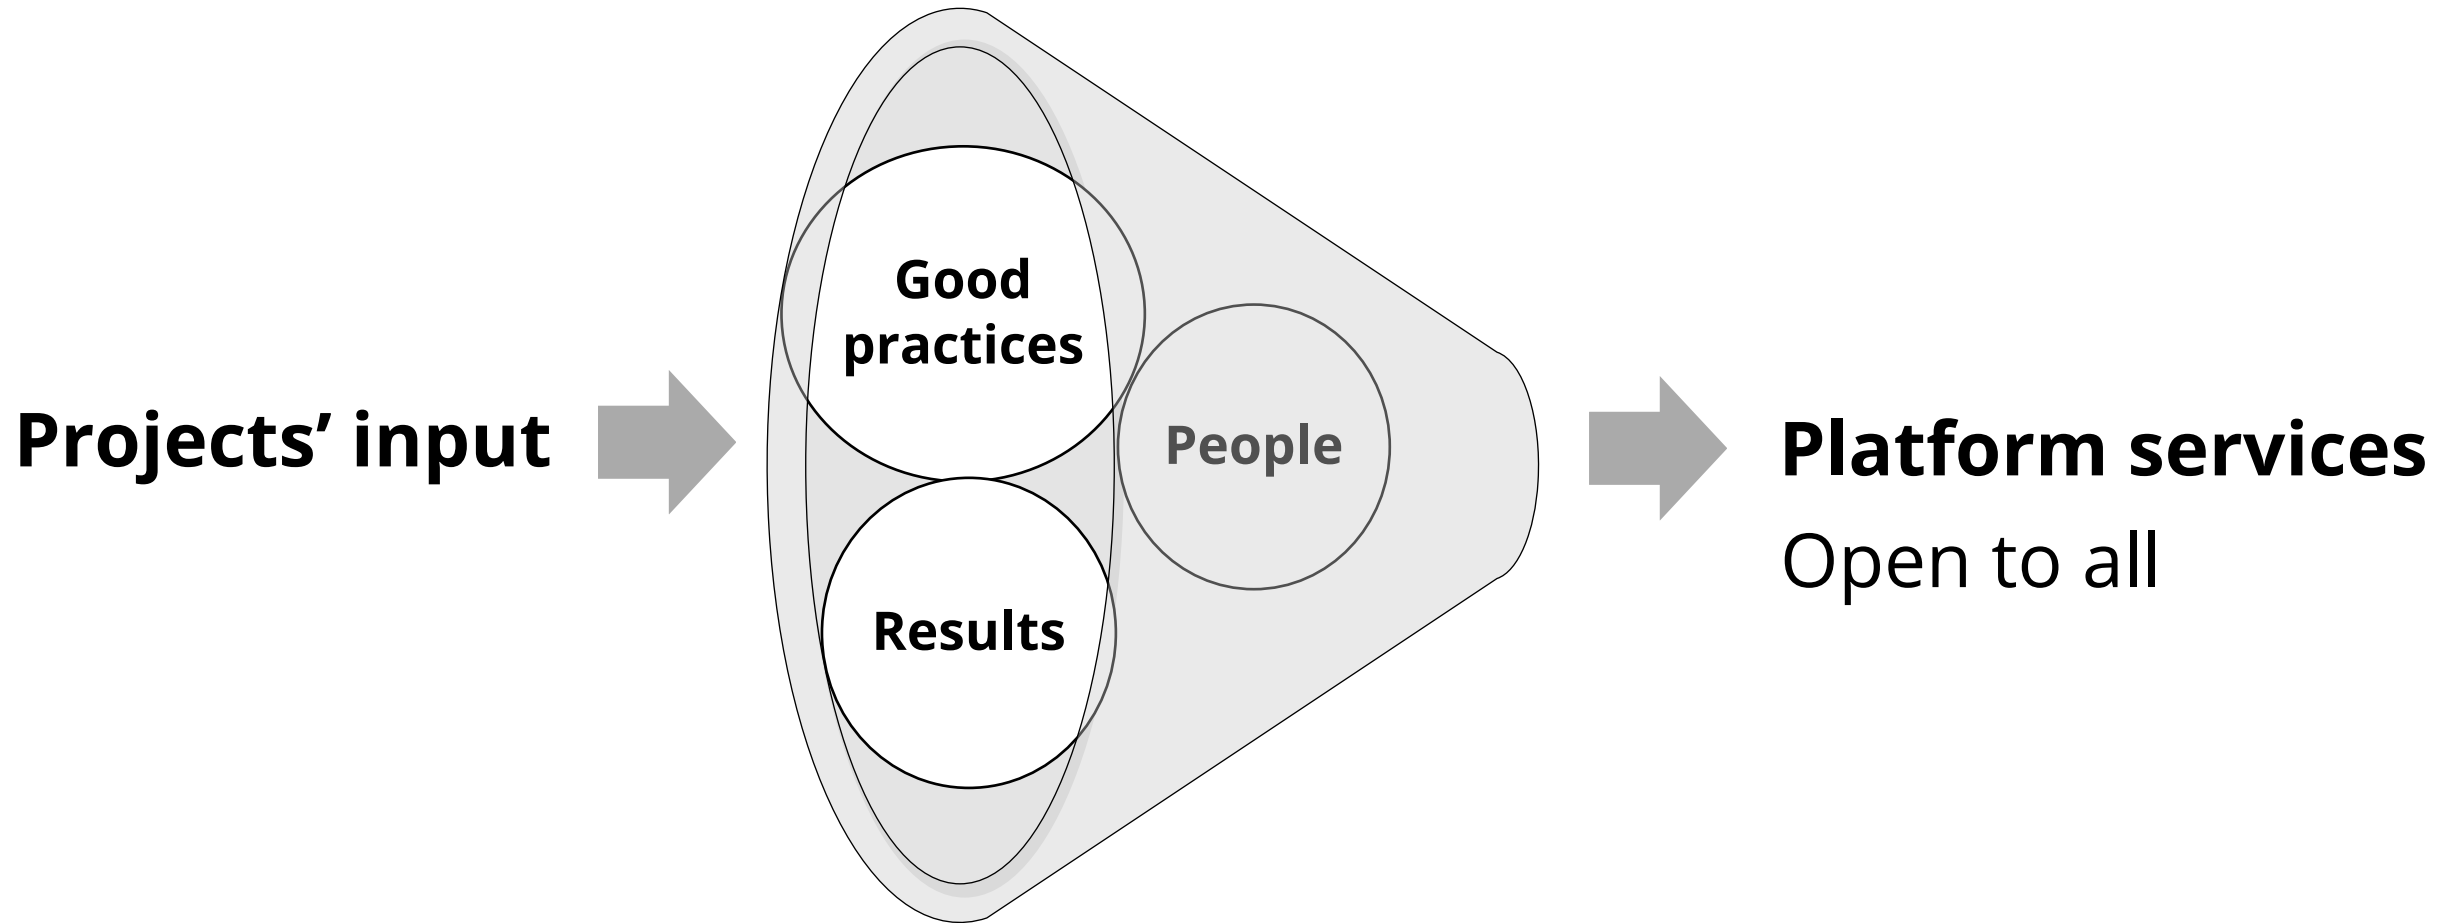 Projects’ input
Good
practices
People
Results
Platform services
Open to all